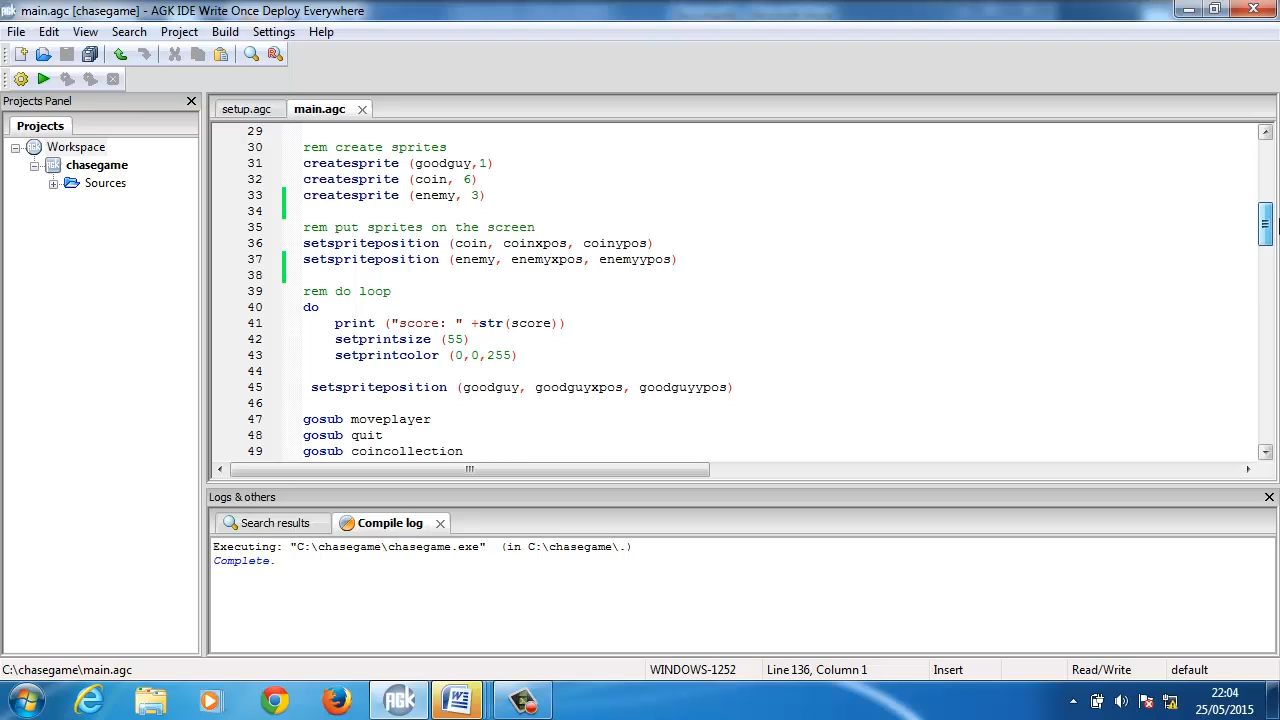 main.agc [chasegame] - AGK IDE Write Once Deploy Everywhere
File Edit View Search Project Build Settings Help
Projects Panel
Projects
Workspace
chasegame
Sources
setup.agc main.agc
29
30 rem create sprites
31 createsprite (goodguy,1)
32 createsprite (coin, 6)
33 createsprite (enemy, 3)
34
35 rem put sprites on the screen
36 setspriteposition (coin, coinxpos, coinypos)
37 setspriteposition (enemy, enemyxpos, enemyypos)
38
39 rem do loop
40 do
41 print ("score: " +str(score))
42 setprintsize (55)
43 setprintcolor (0,0,255)
44
45 setspriteposition (goodguy, goodguyxpos, goodguyypos)
46
47 gosub moveplayer
48 gosub quit
49 gosub coincollection
Logs & others
Search results Compile log
Executing: "C:\chasegame\chasegame.exe" (in C:\chasegame\.)
Complete.
C:\chasegame\main.agc WINDOWS-1252 Line 136, Column 1 Insert Read/Write default
22:04
25/05/2015